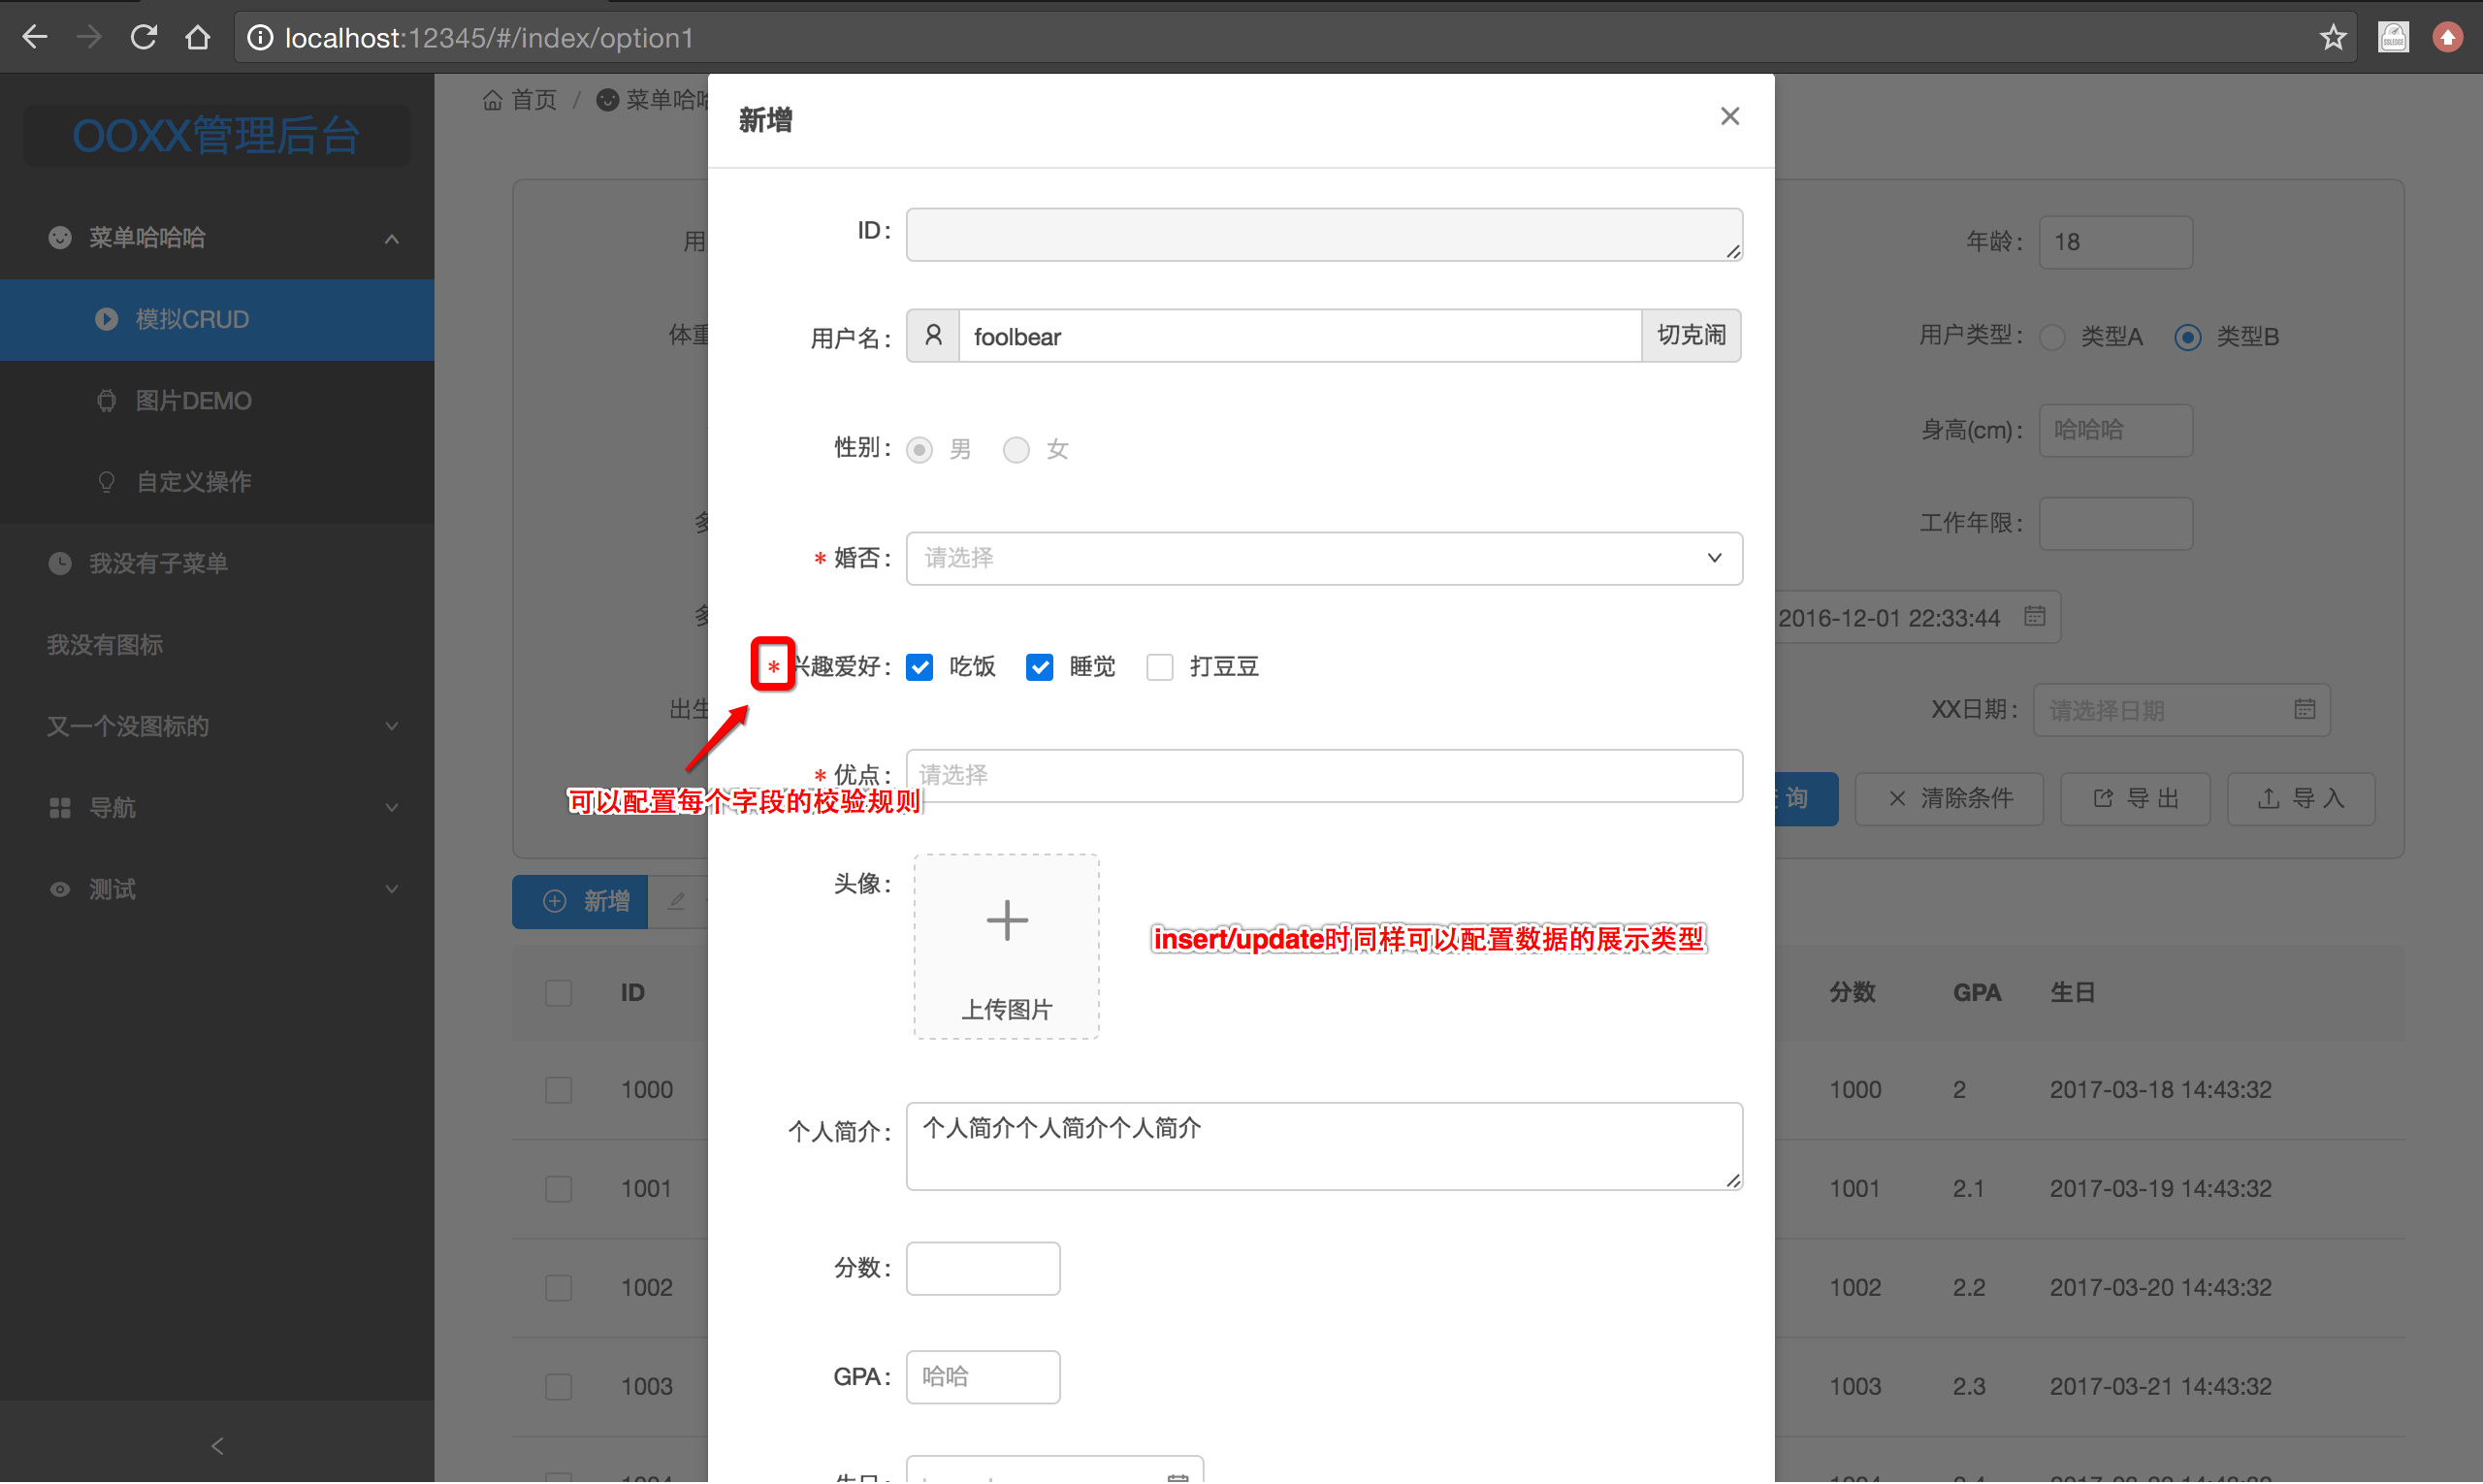 localhost:12345/#/index/option1
首页 / 菜单哈哈
OOXX管理后台
菜单哈哈哈
模拟CRUD
图片DEMO
自定义操作
我没有子菜单
我没有图标
又一个没图标的
导航
测试
新增
ID:
用户名: foolbear 切克闹
性别: 男 女
* 婚否: 请选择
* 兴趣爱好: 吃饭 睡觉 打豆豆
* 优点: 请选择
可以配置每个字段的校验规则
头像:
上传图片
insert/update时同样可以配置数据的展示类型
个人简介: 个人简介个人简介个人简介
分数:
GPA: 哈哈
生日:
用
体重
多
多
出生
年龄: 18
用户类型: 类型A 类型B
身高(cm): 哈哈哈
工作年限:
2016-12-01 22:33:44
XX日期: 请选择日期
询 清除条件 导出 导入
新增
ID 分数 GPA 生日
1000 1000 2 2017-03-18 14:43:32
1001 1001 2.1 2017-03-19 14:43:32
1002 1002 2.2 2017-03-20 14:43:32
1003 1003 2.3 2017-03-21 14:43:32